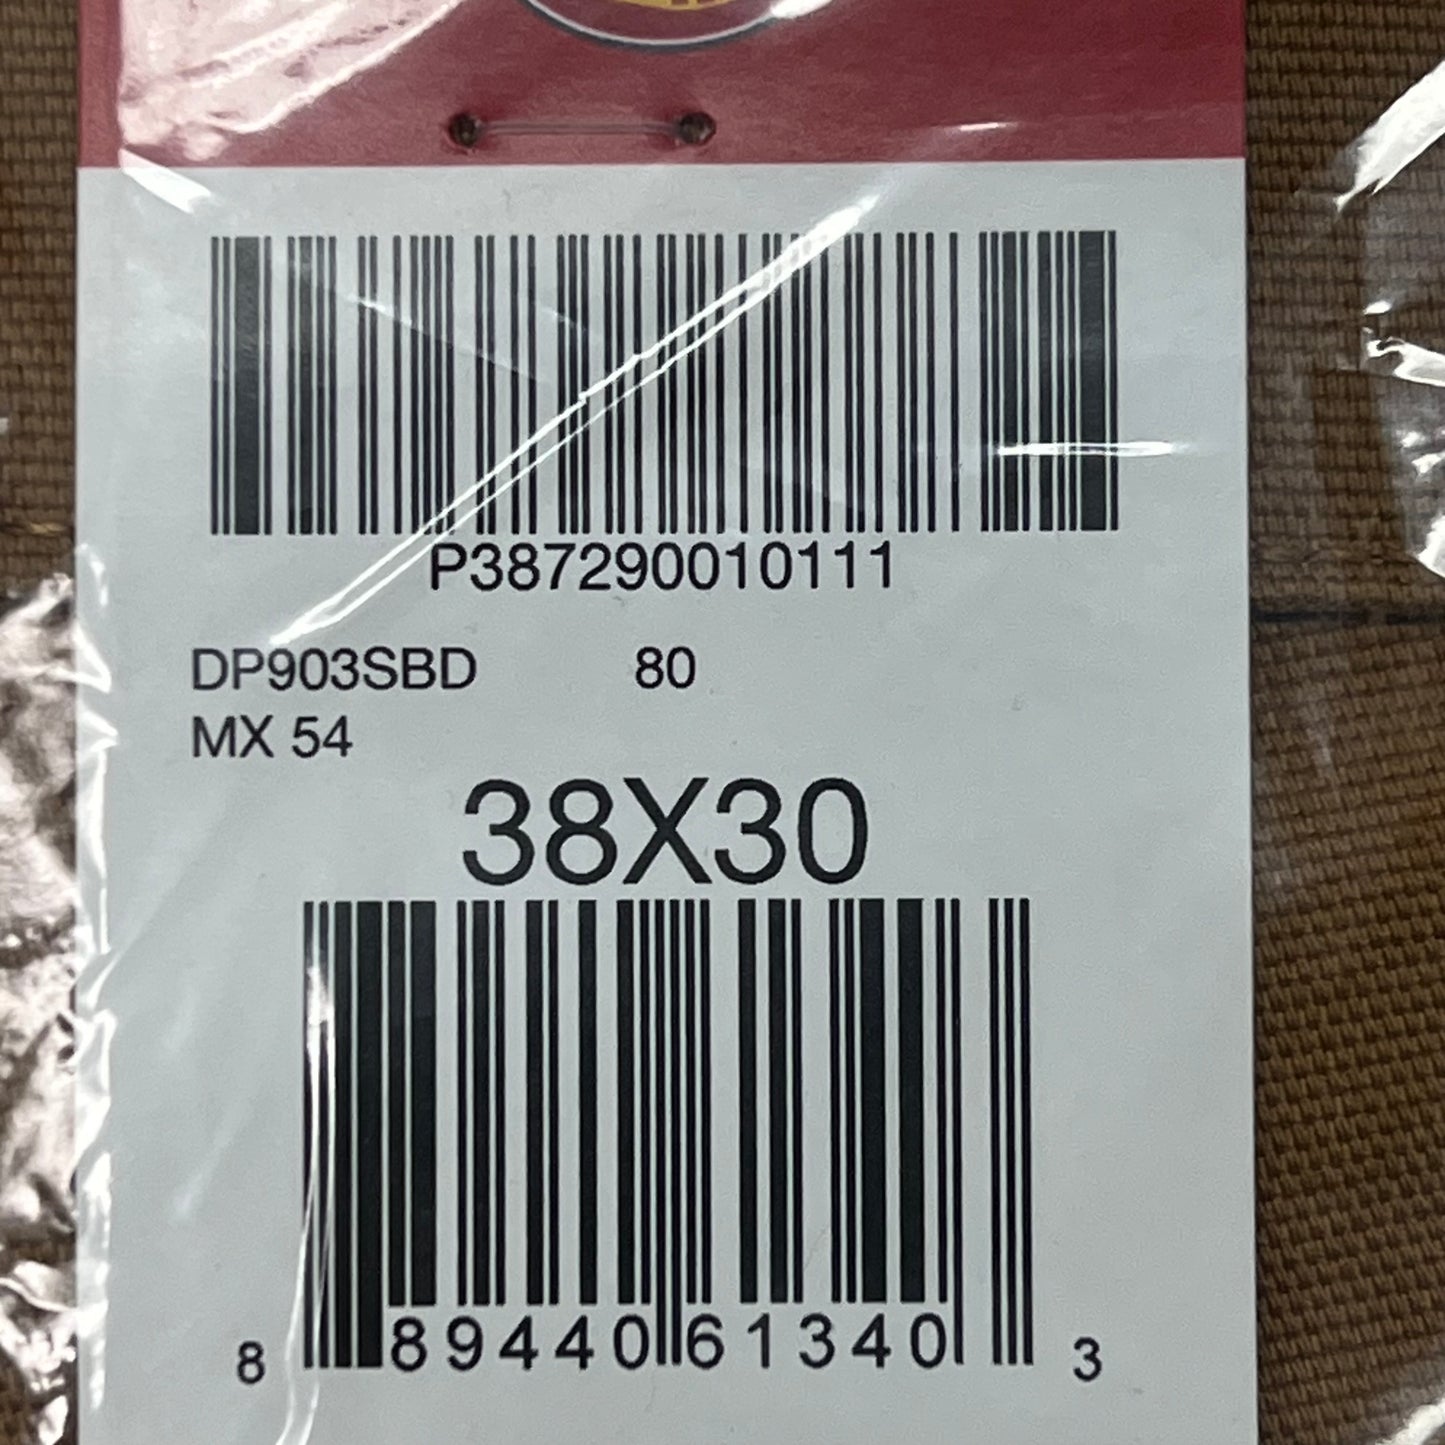 P387290010111
DP903SBD 80
MX 54
38X30
8 89440 61340 3